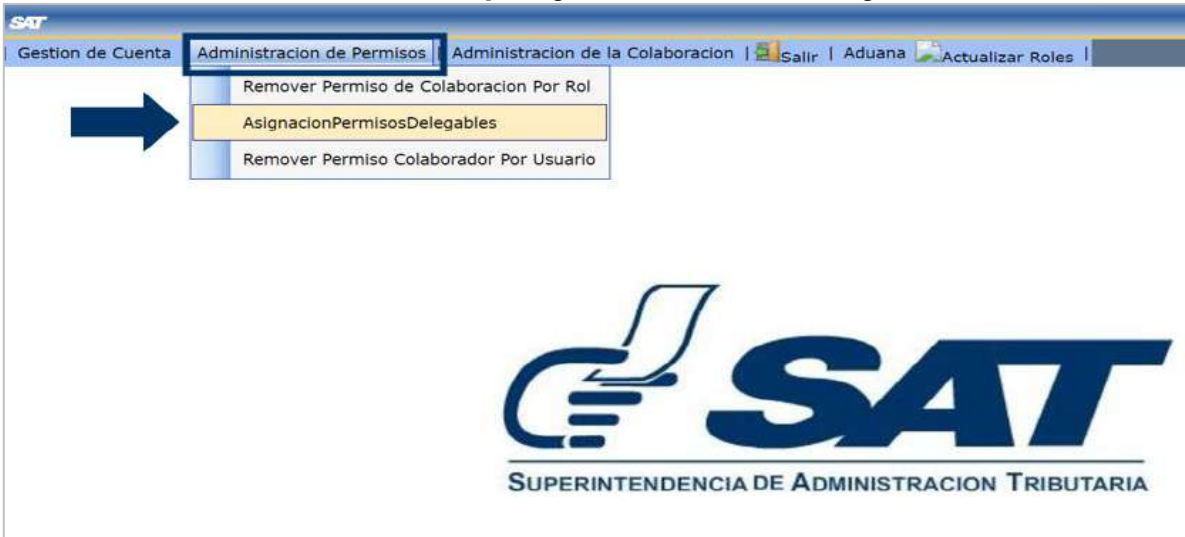 SAT
| Gestion de Cuenta Administracion de Permisos | Administracion de la Colaboracion | Salir | Aduana Actualizar Roles |
Remover Permiso de Colaboracion Por Rol
AsignacionPermisosDelegables
Remover Permiso Colaborador Por Usuario
SAT
SUPERINTENDENCIA DE ADMINISTRACION TRIBUTARIA